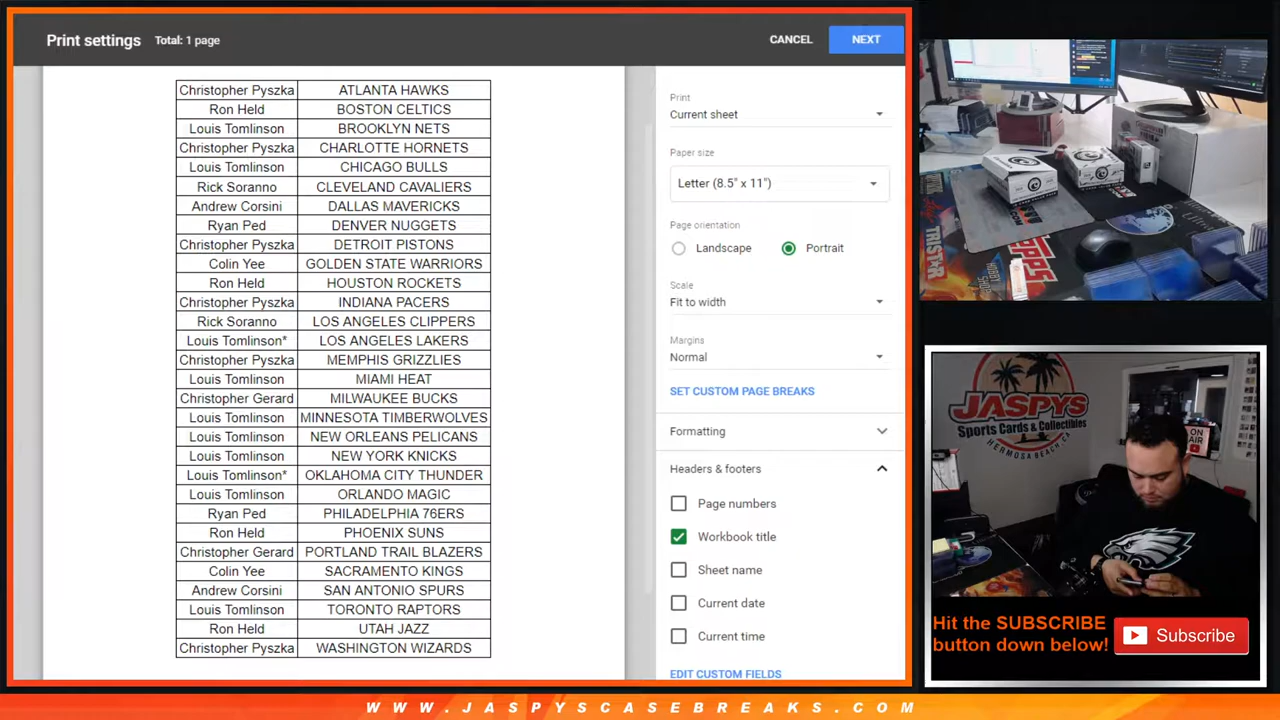 Print settings Total: 1 page CANCEL NEXT
Christopher Pyszka ATLANTA HAWKS
Ron Held BOSTON CELTICS
Louis Tomlinson BROOKLYN NETS
Christopher Pyszka CHARLOTTE HORNETS
Louis Tomlinson CHICAGO BULLS
Rick Soranno CLEVELAND CAVALIERS
Andrew Corsini DALLAS MAVERICKS
Ryan Ped DENVER NUGGETS
Christopher Pyszka DETROIT PISTONS
Colin Yee GOLDEN STATE WARRIORS
Ron Held HOUSTON ROCKETS
Christopher Pyszka INDIANA PACERS
Rick Soranno LOS ANGELES CLIPPERS
Louis Tomlinson* LOS ANGELES LAKERS
Christopher Pyszka MEMPHIS GRIZZLIES
Louis Tomlinson MIAMI HEAT
Christopher Gerard MILWAUKEE BUCKS
Louis Tomlinson MINNESOTA TIMBERWOLVES
Louis Tomlinson NEW ORLEANS PELICANS
Louis Tomlinson NEW YORK KNICKS
Louis Tomlinson* OKLAHOMA CITY THUNDER
Louis Tomlinson ORLANDO MAGIC
Ryan Ped PHILADELPHIA 76ERS
Ron Held PHOENIX SUNS
Christopher Gerard PORTLAND TRAIL BLAZERS
Colin Yee SACRAMENTO KINGS
Andrew Corsini SAN ANTONIO SPURS
Louis Tomlinson TORONTO RAPTORS
Ron Held UTAH JAZZ
Christopher Pyszka WASHINGTON WIZARDS
Print
Current sheet
Paper size
Letter (8.5" x 11")
Page orientation
Landscape Portrait
Scale
Fit to width
Margins
Normal
SET CUSTOM PAGE BREAKS
Formatting
Headers & footers
Page numbers
Workbook title
Sheet name
Current date
Current time
EDIT CUSTOM FIELDS
TRISTAR
TOPPS
HOBBY
SHOP
JASPYS
Sports Cards & Collectibles
HERMOSA BEACH, CA
ON
AIR
Hit the SUBSCRIBE
button down below!
Subscribe
WWW.JASPYSCASEBREAKS.COM